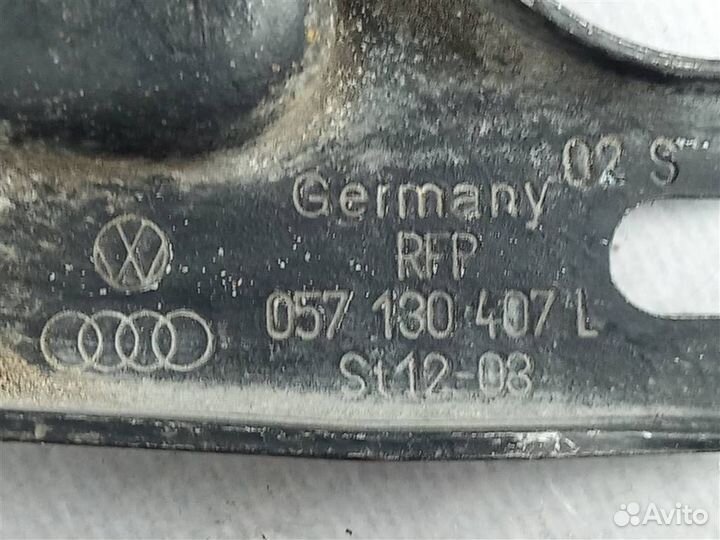 02 S
Germany
RFP
057 130 407 L
St12-03
Avito